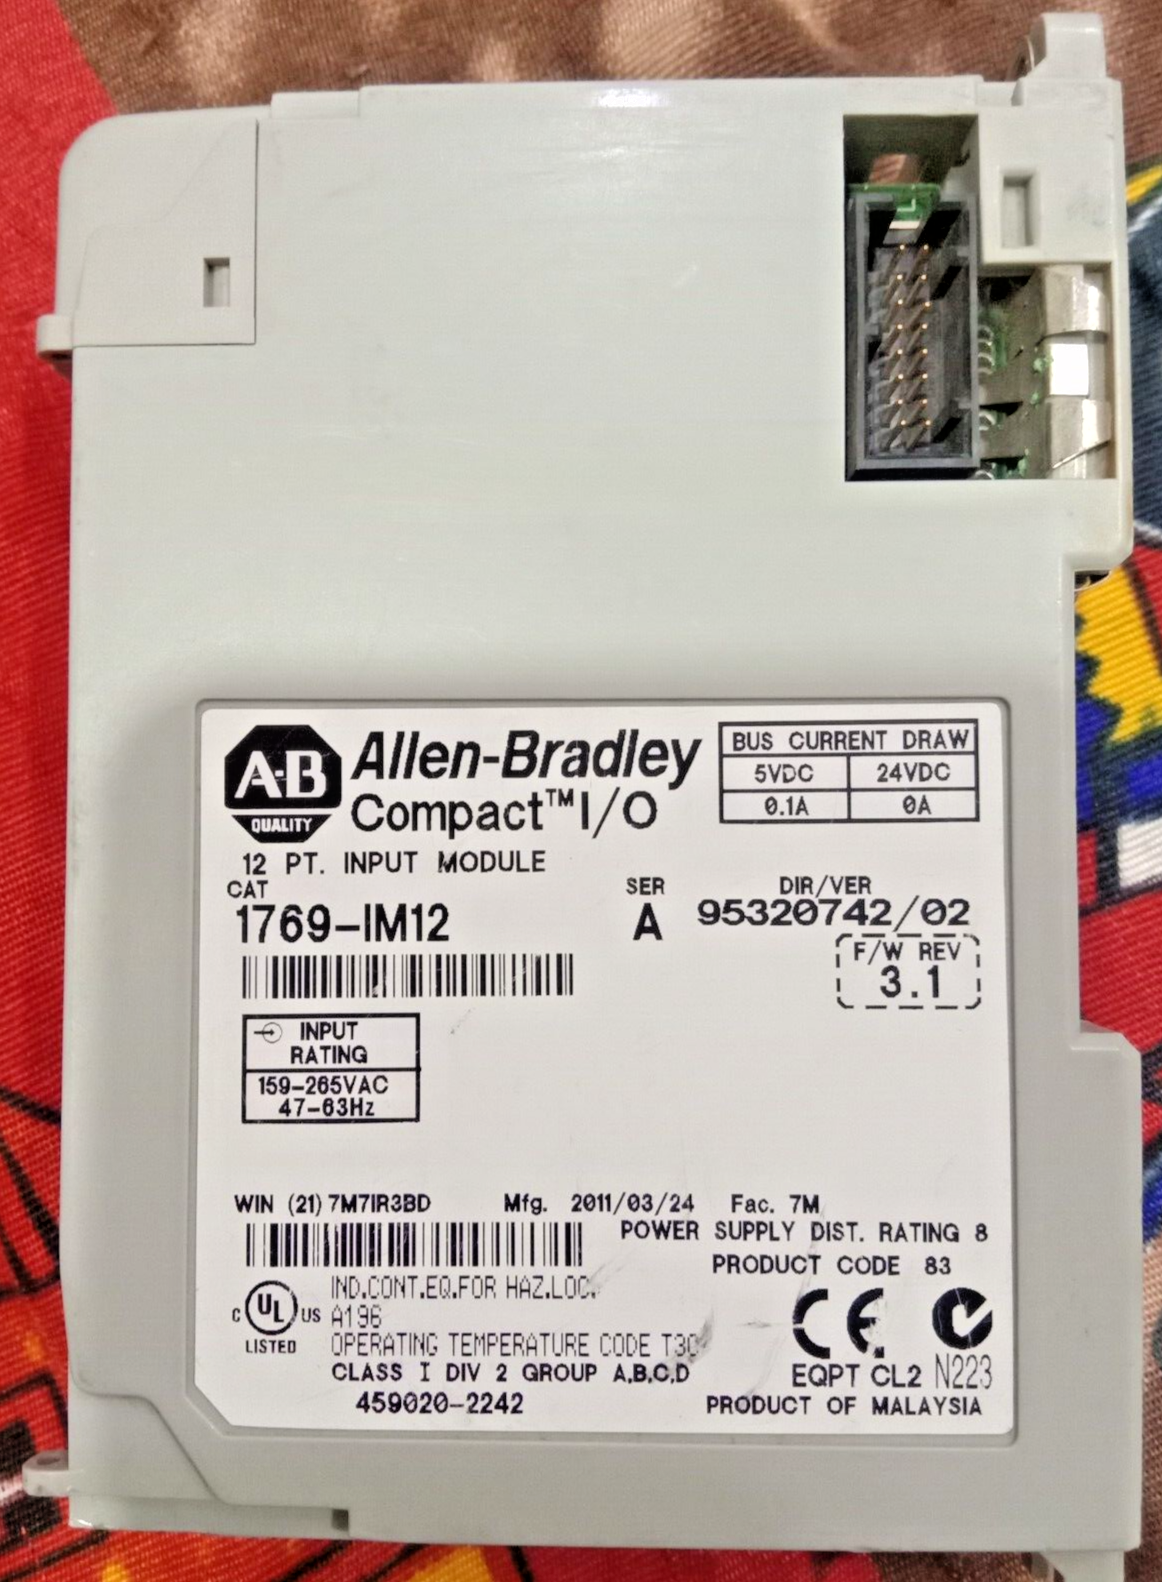 A-B
QUALITY
Allen-Bradley
Compact™ I/O
BUS CURRENT DRAW
5VDC 24VDC
0.1A 0A
12 PT. INPUT MODULE
CAT
1769-IM12
SER
A
DIR/VER
95320742/02
F/W REV
3.1
INPUT
RATING
159-265VAC
47-63Hz
WIN (21) 7M7IR3BD Mfg. 2011/03/24 Fac. 7M
POWER SUPPLY DIST. RATING 8
PRODUCT CODE 83
C UL US
LISTED
IND.CONT.EQ.FOR HAZ.LOC.
A196
OPERATING TEMPERATURE CODE T3C
CLASS I DIV 2 GROUP A,B,C,D
459020-2242
CE
EQPT CL2 N223
PRODUCT OF MALAYSIA